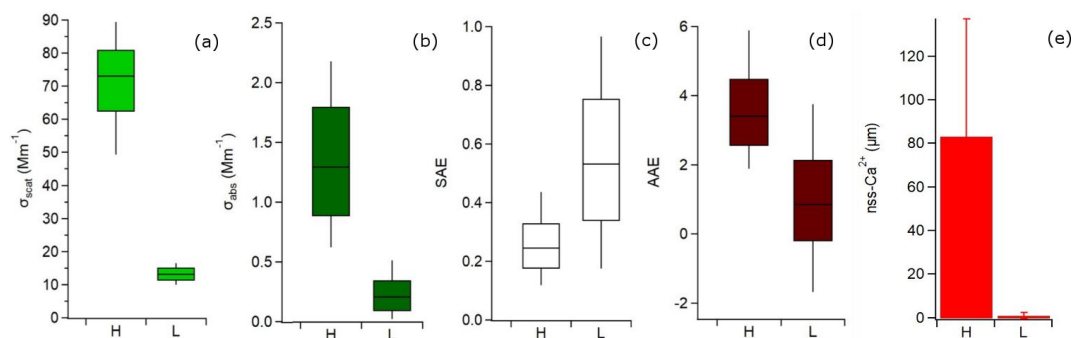 (a)
σscat (Mm⁻¹)
90
80
70
60
50
40
30
20
10
0
H L
(b)
σabs (Mm⁻¹)
2.5
2.0
1.5
1.0
0.5
0.0
H L
(c)
SAE
1.0
0.8
0.6
0.4
0.2
0.0
H L
(d)
AAE
6
4
2
0
-2
H L
(e)
nss-Ca²⁺ (µm)
120
100
80
60
40
20
0
H L